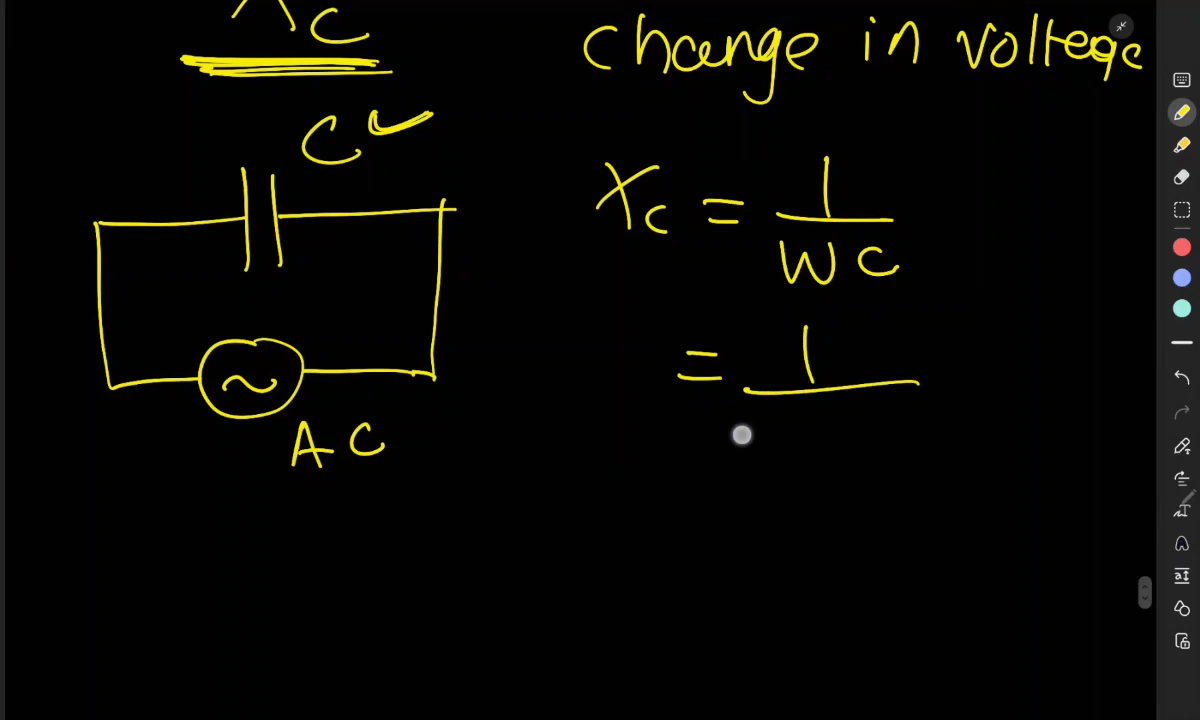 Xc
change in voltage
C
Xc = 1 / WC
= 1
AC